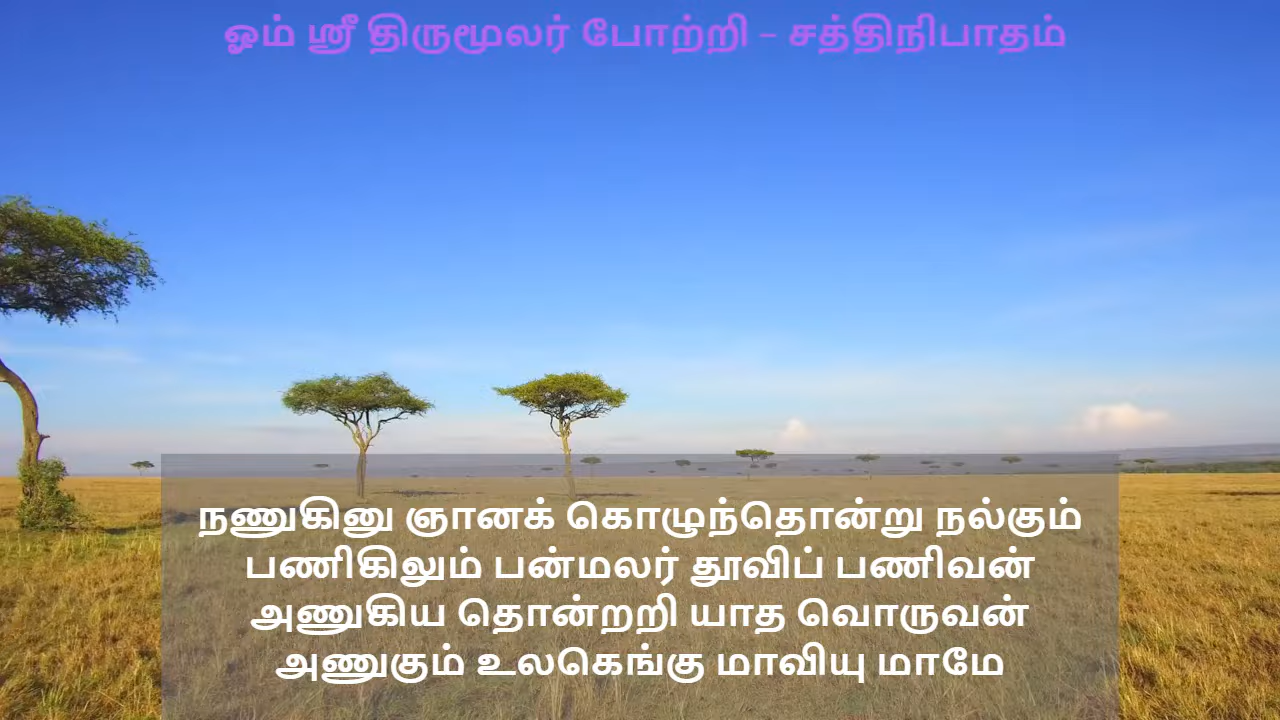 ஓம் ஸ்ரீ திருமூலர் போற்றி – சத்திநிபாதம்
நணுகினு ஞானக் கொழுந்தொன்று நல்கும்
பணிகிலும் பன்மலர் தூவிப் பணிவன்
அணுகிய தொன்றறி யாத வொருவன்
அணுகும் உலகெங்கு மாவியு மாமே